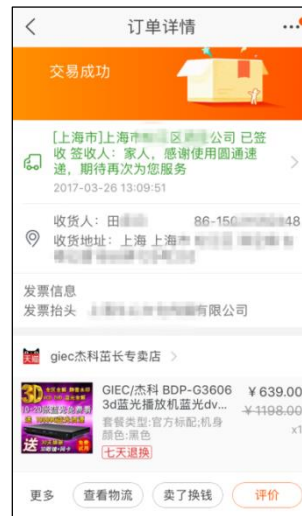 订单详情
交易成功
[上海市]上海市 区 公司 已签
收 签收人：家人，感谢使用圆通速
递，期待再次为您服务
2017-03-26 13:09:51
收货人：田 86-150 48
收货地址：上海 上海
发票信息
发票抬头 有限公司
天猫 giec杰科茁长专卖店
GIEC/杰科 BDP-G3606 ￥639.00
3d蓝光播放机蓝光dv... ￥1198.00
套餐类型:官方标配;机身 x1
颜色:黑色
七天退换
3D
送
更多 查看物流 卖了换钱 评价